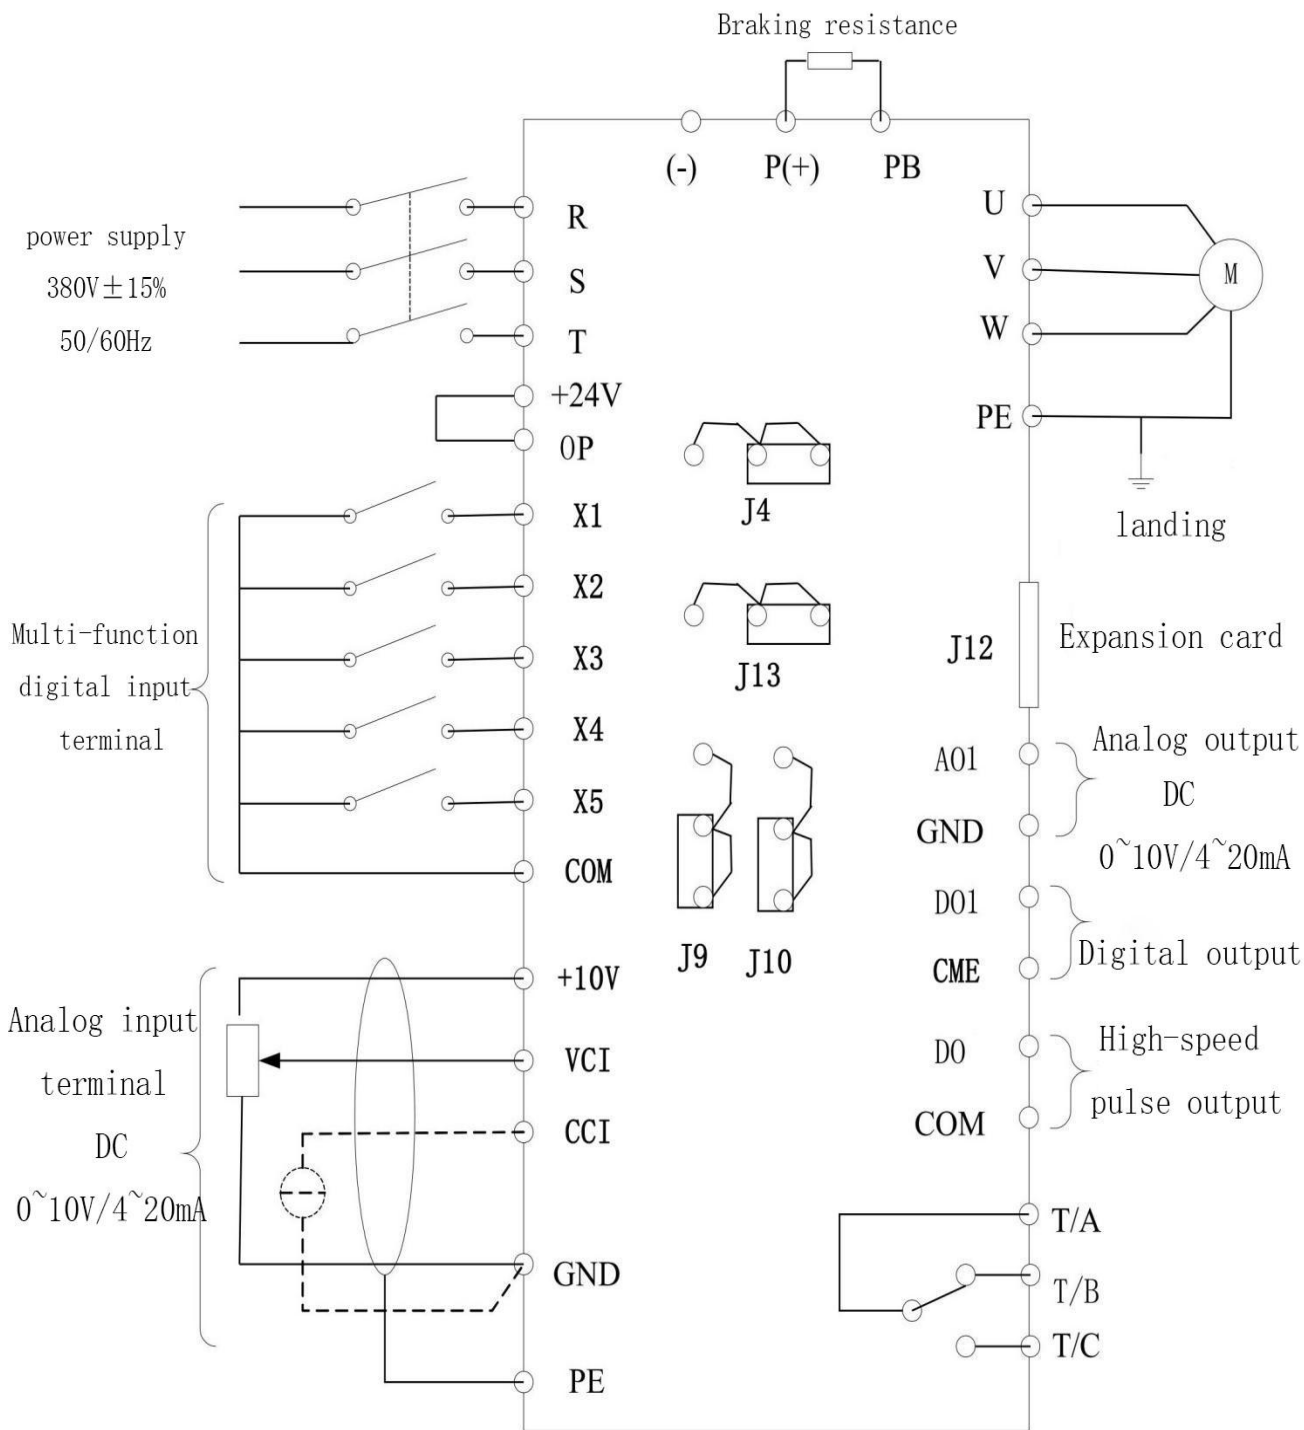 Braking resistance
(-)
P(+)
PB
power supply
380V±15%
50/60Hz
R
S
T
+24V
OP
U
V
W
PE
M
landing
J4
J13
J12
Expansion card
Multi-function
digital input
terminal
X1
X2
X3
X4
X5
COM
J9
J10
AO1
GND
Analog output
DC
0~10V/4~20mA
DO1
CME
Digital output
DO
COM
High-speed
pulse output
Analog input
terminal
DC
0~10V/4~20mA
+10V
VCI
CCI
GND
PE
T/A
T/B
T/C